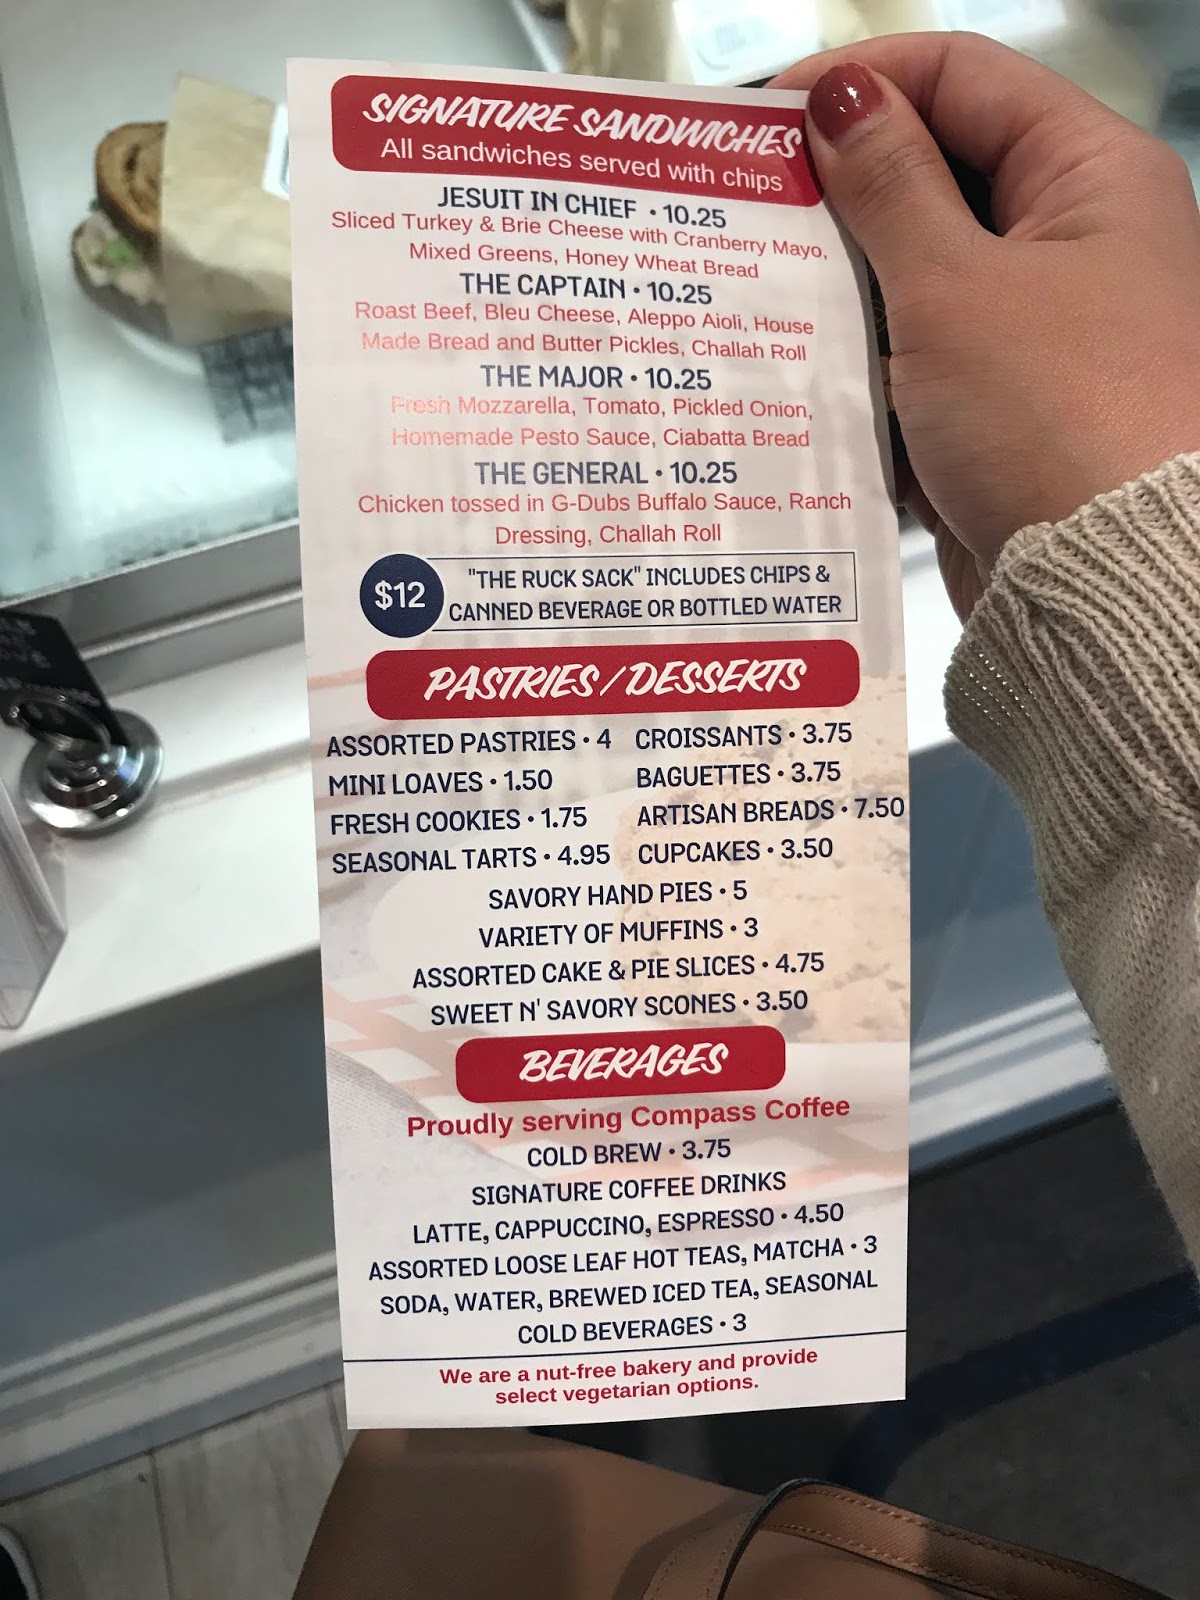 SIGNATURE SANDWICHES
All sandwiches served with chips
JESUIT IN CHIEF • 10.25
Sliced Turkey & Brie Cheese with Cranberry Mayo,
Mixed Greens, Honey Wheat Bread
THE CAPTAIN • 10.25
Roast Beef, Bleu Cheese, Aleppo Aioli, House
Made Bread and Butter Pickles, Challah Roll
THE MAJOR • 10.25
Fresh Mozzarella, Tomato, Pickled Onion,
Homemade Pesto Sauce, Ciabatta Bread
THE GENERAL • 10.25
Chicken tossed in G-Dubs Buffalo Sauce, Ranch
Dressing, Challah Roll
$12
"THE RUCK SACK" INCLUDES CHIPS &
CANNED BEVERAGE OR BOTTLED WATER
PASTRIES / DESSERTS
ASSORTED PASTRIES • 4 CROISSANTS • 3.75
MINI LOAVES • 1.50 BAGUETTES • 3.75
FRESH COOKIES • 1.75 ARTISAN BREADS • 7.50
SEASONAL TARTS • 4.95 CUPCAKES • 3.50
SAVORY HAND PIES • 5
VARIETY OF MUFFINS • 3
ASSORTED CAKE & PIE SLICES • 4.75
SWEET N' SAVORY SCONES • 3.50
BEVERAGES
Proudly serving Compass Coffee
COLD BREW • 3.75
SIGNATURE COFFEE DRINKS
LATTE, CAPPUCCINO, ESPRESSO • 4.50
ASSORTED LOOSE LEAF HOT TEAS, MATCHA • 3
SODA, WATER, BREWED ICED TEA, SEASONAL
COLD BEVERAGES • 3
We are a nut-free bakery and provide
select vegetarian options.